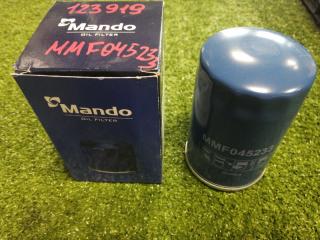 123919
MMF04523
Mando
OIL FILTER
Mando
OIL FILTER
MMF045233